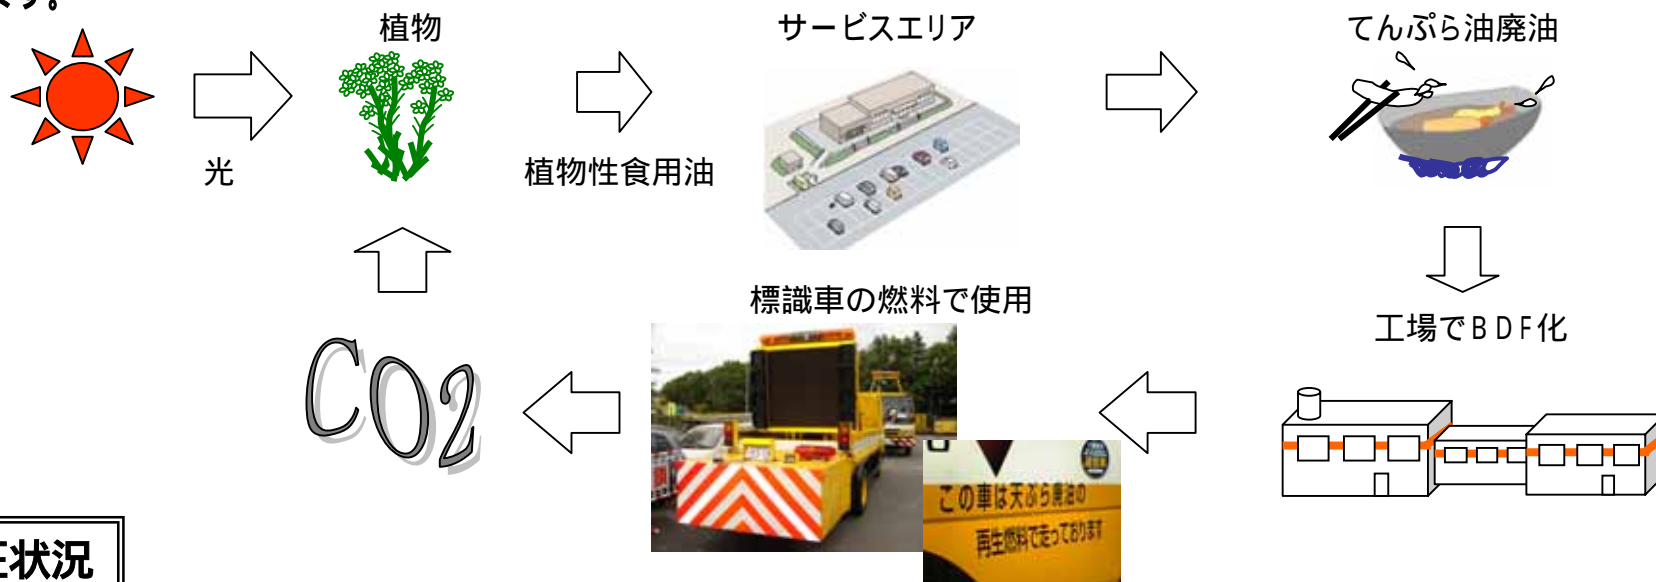 ます。
植物
サービスエリア
てんぷら油廃油
光
植物性食用油
標識車の燃料で使用
工場でBDF化
CO2
この車は天ぷら廃油の
再生燃料で走っております
状況